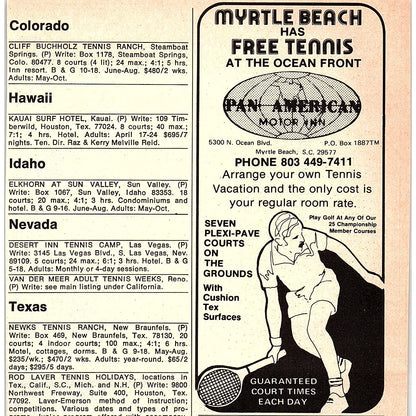 Colorado
CLIFF BUCHHOLZ TENNIS RANCH, Steamboat
Springs. (P) Write: Box 1178, Steamboat Springs,
Colo. 80477. 8 courts (4 lit); 24 max.; 4:1; 5 hrs.
Inn resort. B & G 10-18. June-Aug. $480/2 wks.
Adults: May-Oct.
Hawaii
KAUAI SURF HOTEL, Kauai. (P) Write: 109 Tim-
berwild, Houston, Tex. 77024. 8 courts; 40 max.;
7:1; 4 hrs. Hotel. Adults: April 17-24 $695/7
nights. Ten. Dir. Raz & Kerry Melville Reid.
Idaho
ELKHORN AT SUN VALLEY, Sun Valley. (P)
Write: Box 1067, Sun Valley, Idaho 83353. 18
courts; 20 max.; 4:1; 3 hrs. Condominiums and
hotel. B & G 9-16. June-Aug. Adults: May-Oct.
Nevada
DESERT INN TENNIS CAMP, Las Vegas. (P)
Write: 3145 Las Vegas Blvd., S. Las Vegas, Nev.
89109. 5 courts; 24 max.; 6:1; 3 hrs. Hotel. B & G
5-18. Adults: Monthly or 4-day sessions.
VAN DER MEER ADULT TENNIS WEEKS, Reno.
(P) Write: see main listing under California.
Texas
NEWKS TENNIS RANCH, New Braunfels. (P)
Write: Box 469, New Braunfels, Tex. 78130, 20
courts; 4 indoor courts; 100 max.; 4:1; 6 hrs.
Motel, cottages, dorms. B & G 9-18. May-Aug.
$235/wk.; $470/2 wks. Adults: year-round. $65/2
days; $295/5 days.
ROD LAVER TENNIS HOLIDAYS, locations in
Tex., Calif., S.C., Mich. and N.H. (P) Write: 9800
Northwest Freeway, Suite 400, Houston, Tex.
77092. Laver-Emerson method of instruction;
competitions. Various dates and types of pro-
MYRTLE BEACH
HAS
FREE TENNIS
AT THE OCEAN FRONT
PAN AMERICAN
MOTOR INN
5300 N. Ocean Blvd. P.O. Box 1887TM
Myrtle Beach, S.C. 29577
PHONE 803 449-7411
Arrange your own Tennis
Vacation and the only cost is
your regular room rate.
Play Golf At Any Of Our
25 Championship
Member Courses
SEVEN
PLEXI-PAVE
COURTS
ON
THE
GROUNDS
With
Cushion
Tex
Surfaces
GUARANTEED
COURT TIMES
EACH DAY